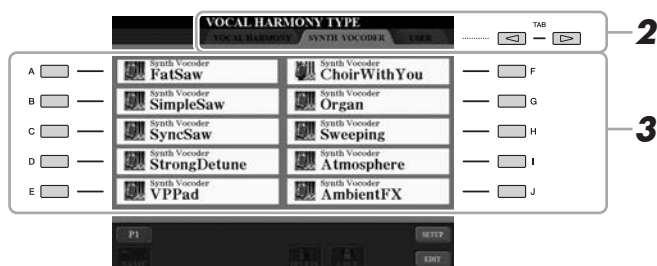 VOCAL HARMONY TYPE
VOCAL HARMONY SYNTH VOCODER USER
TAB
2
A Synth Vocoder FatSaw Synth Vocoder ChoirWithYou F
B Synth Vocoder SimpleSaw Synth Vocoder Organ G
C Synth Vocoder SyncSaw Synth Vocoder Sweeping H
3
D Synth Vocoder StrongDetune Synth Vocoder Atmosphere I
E Synth Vocoder VPPad Synth Vocoder AmbientFX J
P1 SETUP
EDIT